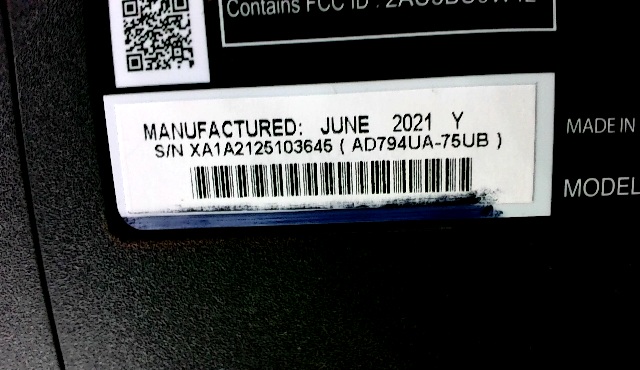 Contains FCC ID :
MANUFACTURED: JUNE 2021 Y
S/N XA1A2125103645 ( AD794UA-75UB )
MADE IN
MODEL